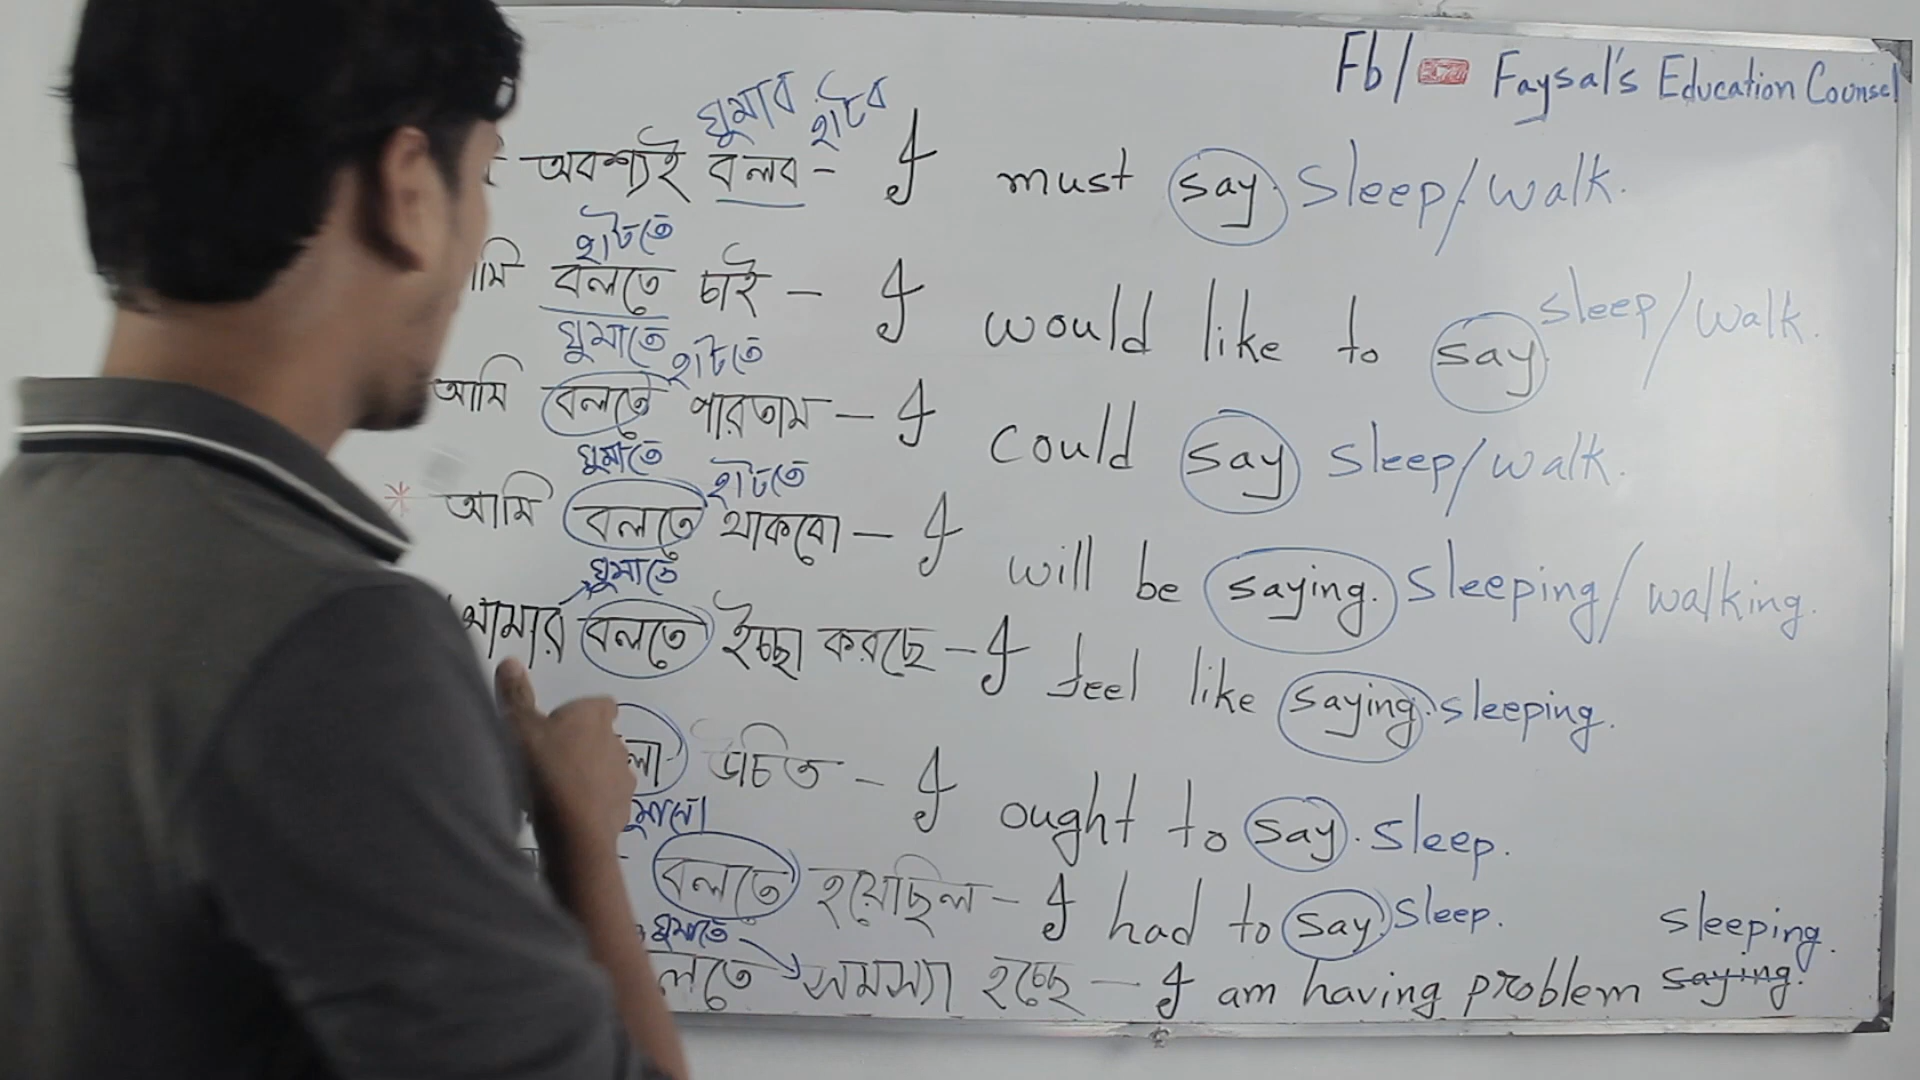 Fb/ Faysal's Education Counsel
ঘুমাব হাটব
অবশ্যই বলব - I must say. Sleep/walk.
হাটতে
বলতে চাই - I would like to say. sleep/walk.
ঘুমাতে হাটতে
আমি বলতে পারতাম - I could say sleep/walk.
ঘুমাতে হাটতে
* আমি বলতে থাকবো - I will be saying. sleeping/walking.
ঘুমাতে
আমার বলতে ইচ্ছা করছে - I feel like saying. sleeping.
উচিত - I ought to say. sleep.
বলতে হয়েছিল - I had to say. sleep.
ঘুমাতে sleeping.
সমস্যা হচ্ছে - I am having problem saying.